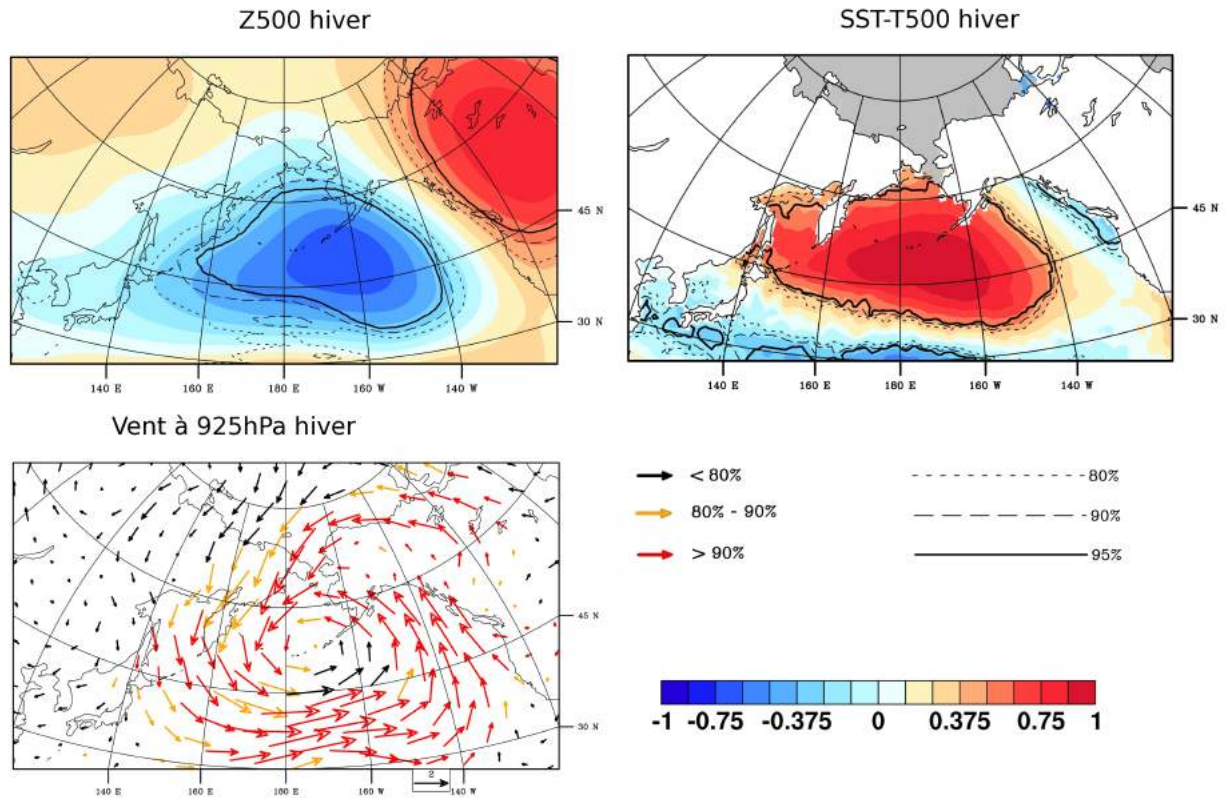 Z500 hiver
SST-T500 hiver
45 N
30 N
140 E
160 E
180 E
160 W
140 W
45 N
30 N
140 E
160 E
180 E
160 W
140 W
Vent à 925hPa hiver
45 N
30 N
140 E
160 E
180 E
160 W
2
140 W
< 80%
80% - 90%
> 90%
80%
90%
95%
-1 -0.75 -0.375 0 0.375 0.75 1